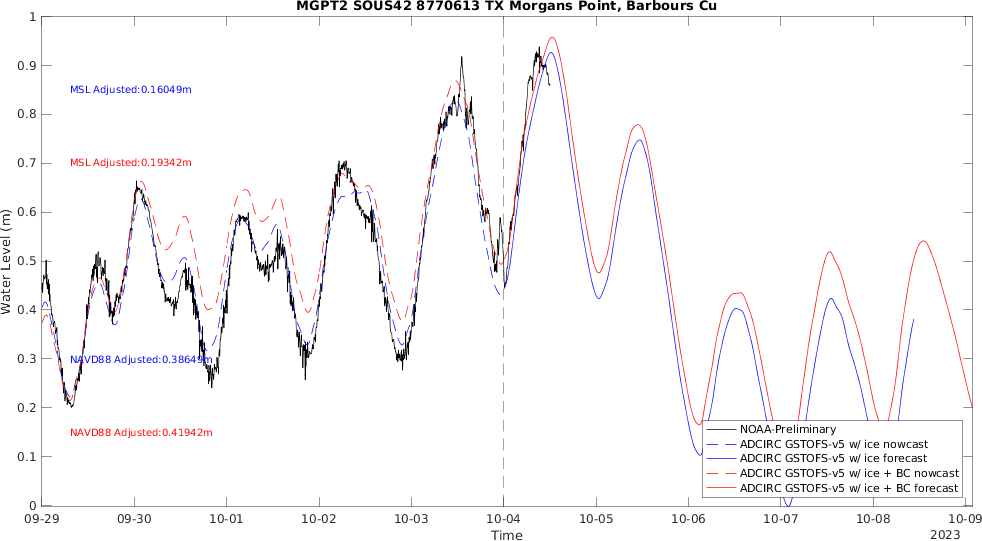 MGPT2 SOUS42 8770613 TX Morgans Point, Barbours Cu
1
0.9
0.8
0.7
0.6
0.5
0.4
0.3
0.2
0.1
0
Water Level (m)
MSL Adjusted:0.16049m
MSL Adjusted:0.19342m
NAVD88 Adjusted:0.38649m
NAVD88 Adjusted:0.41942m
NOAA-Preliminary
ADCIRC GSTOFS-v5 w/ ice nowcast
ADCIRC GSTOFS-v5 w/ ice forecast
ADCIRC GSTOFS-v5 w/ ice + BC nowcast
ADCIRC GSTOFS-v5 w/ ice + BC forecast
09-29 09-30 10-01 10-02 10-03 10-04 10-05 10-06 10-07 10-08 10-09
Time
2023